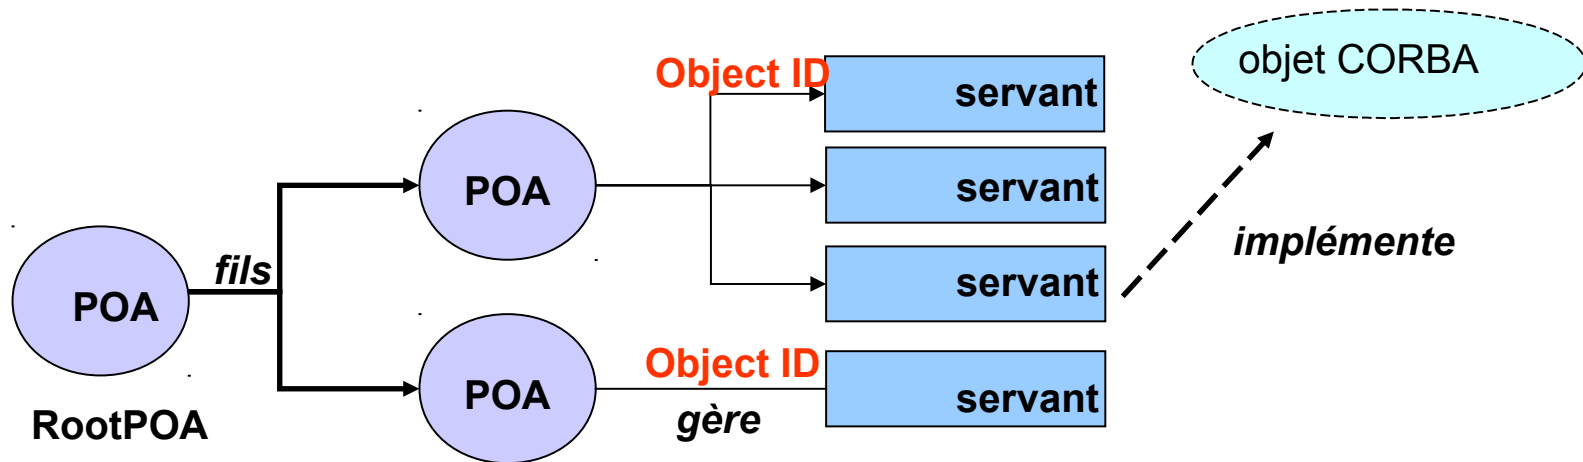 Object ID
servant
objet CORBA
POA
servant
fils
implémente
POA
servant
Object ID
POA
servant
gère
RootPOA